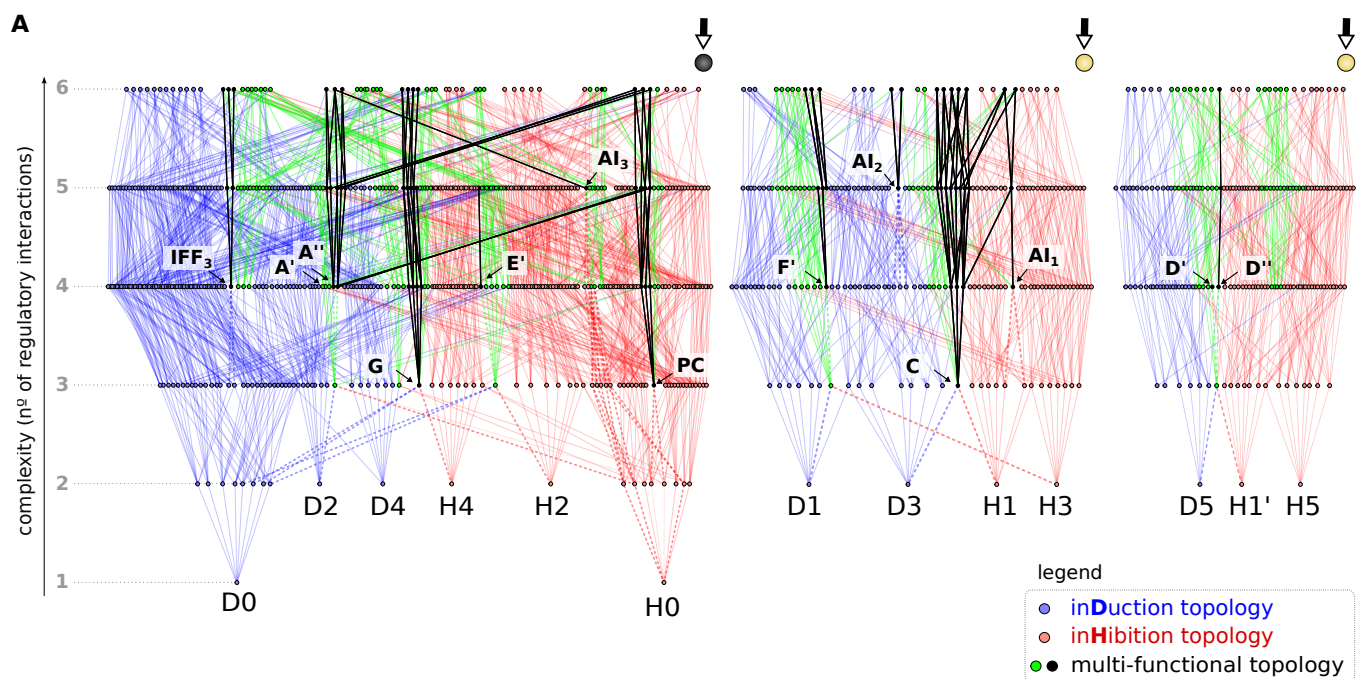 A
complexity (nº of regulatory interactions)
6
5
4
3
2
1
AI3
IFF3
A''
A'
E'
G
PC
D2
D4
H4
H2
D0
H0
AI2
F'
AI1
C
D1
D3
H1
H3
D'
D''
D5
H1'
H5
legend
inDuction topology
inHibition topology
multi-functional topology